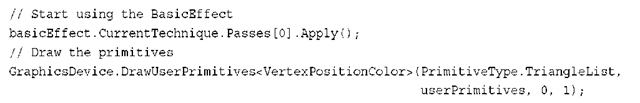 // Start using the BasicEffect
basicEffect.CurrentTechnique.Passes[0].Apply();
// Draw the primitives
GraphicsDevice.DrawUserPrimitives<VertexPositionColor>(PrimitiveType.TriangleList,
userPrimitives, 0, 1);